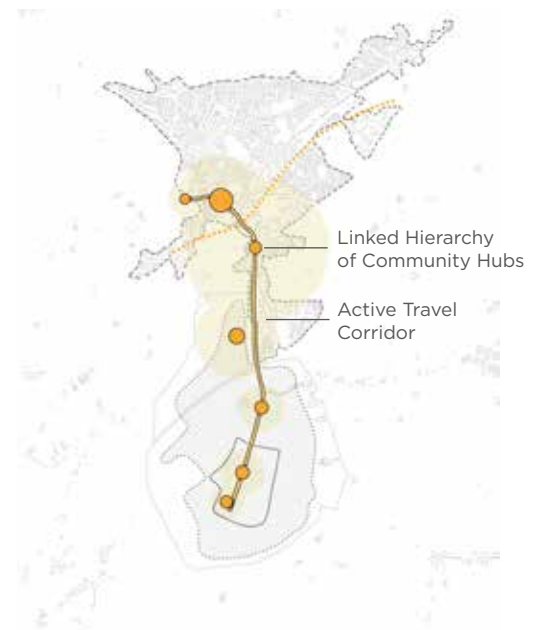 Linked Hierarchy
of Community Hubs
Active Travel
Corridor